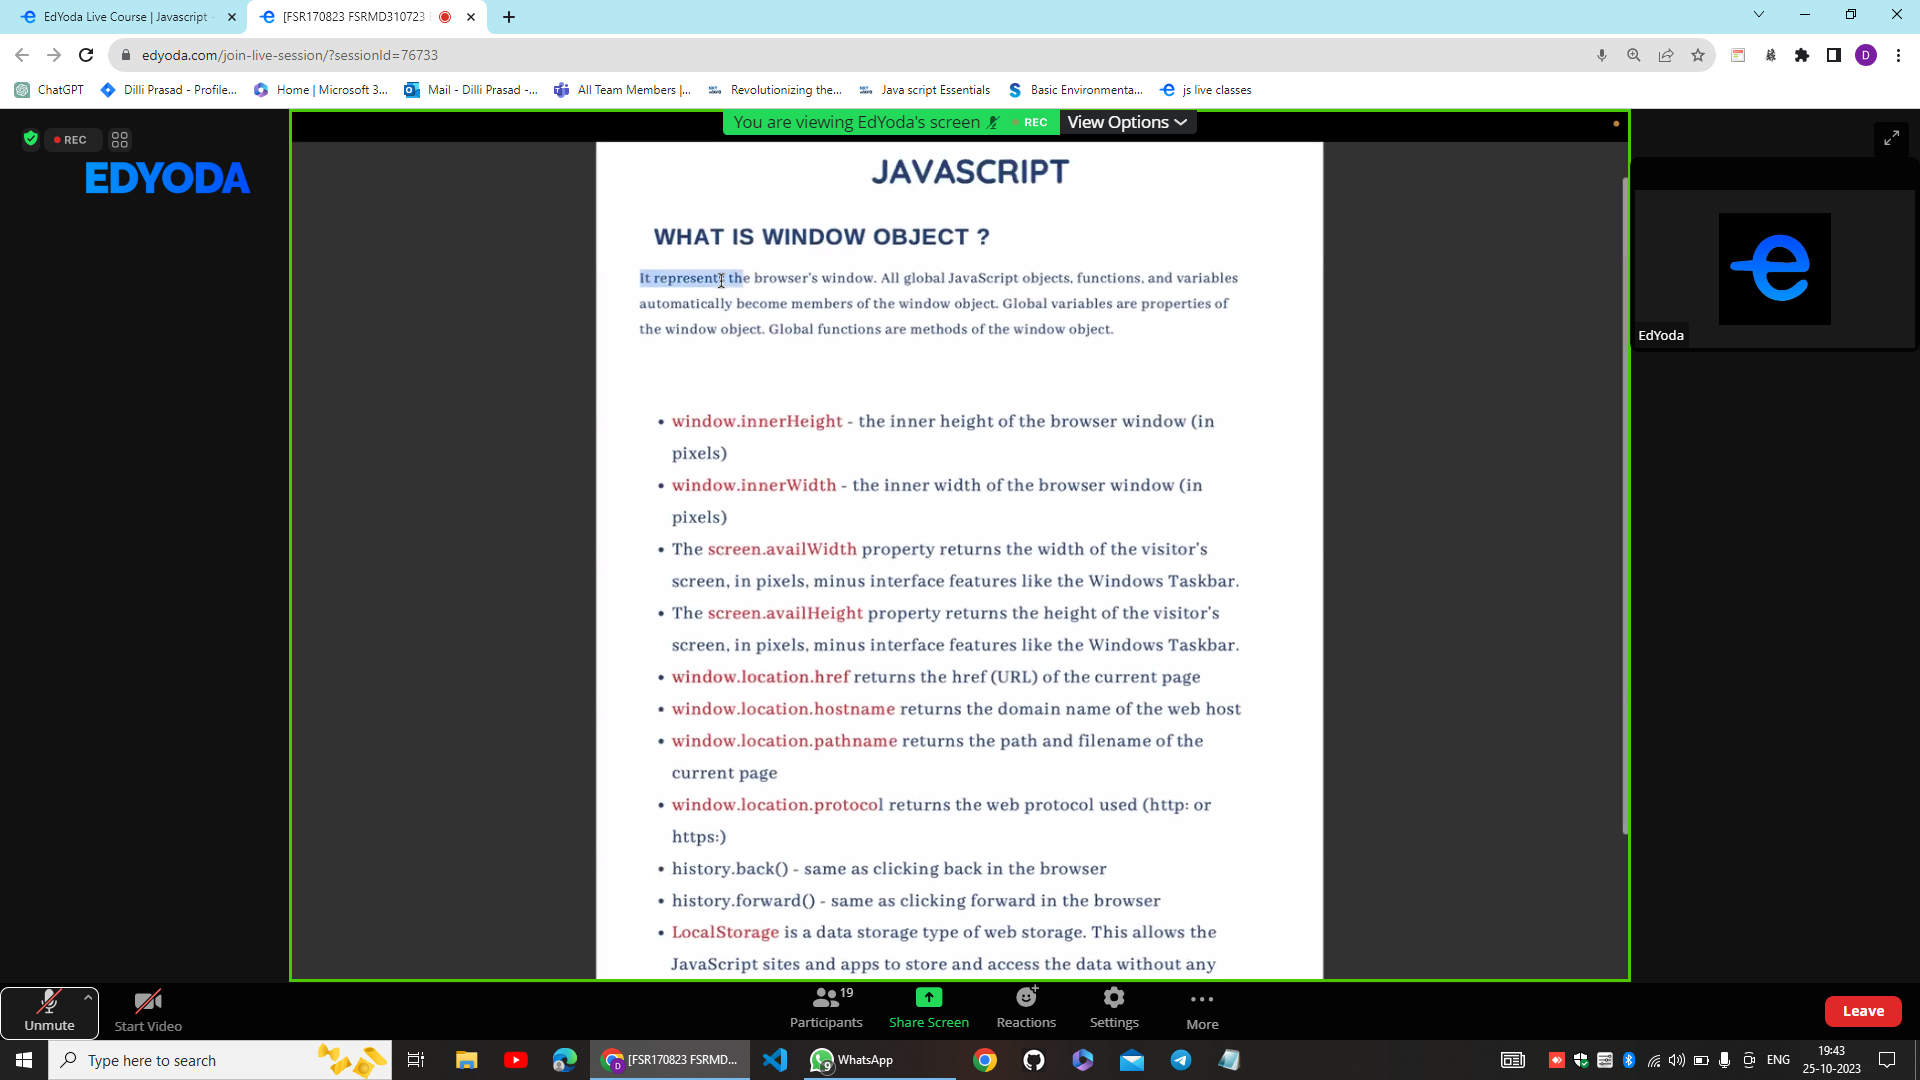 EdYoda Live Course | Javascript
[FSR170823 FSRMD310723
edyoda.com/join-live-session/?sessionId=76733
D
ChatGPT
Dilli Prasad - Profile...
Home | Microsoft 3...
Mail - Dilli Prasad -...
All Team Members |...
Revolutionizing the...
Java script Essentials
Basic Environmenta...
js live classes
You are viewing EdYoda's screen
REC
View Options
REC
EDYODA
JAVASCRIPT
WHAT IS WINDOW OBJECT ?
It represents the browser's window. All global JavaScript objects, functions, and variables
automatically become members of the window object. Global variables are properties of
the window object. Global functions are methods of the window object.
• window.innerHeight - the inner height of the browser window (in
pixels)
• window.innerWidth - the inner width of the browser window (in
pixels)
• The screen.availWidth property returns the width of the visitor's
screen, in pixels, minus interface features like the Windows Taskbar.
• The screen.availHeight property returns the height of the visitor's
screen, in pixels, minus interface features like the Windows Taskbar.
• window.location.href returns the href (URL) of the current page
• window.location.hostname returns the domain name of the web host
• window.location.pathname returns the path and filename of the
current page
• window.location.protocol returns the web protocol used (http: or
https:)
• history.back() - same as clicking back in the browser
• history.forward() - same as clicking forward in the browser
• LocalStorage is a data storage type of web storage. This allows the
JavaScript sites and apps to store and access the data without any
EdYoda
Unmute
Start Video
19
Participants
Share Screen
Reactions
Settings
More
Leave
Type here to search
[FSR170823 FSRMD...
9
WhatsApp
ENG
19:43
25-10-2023